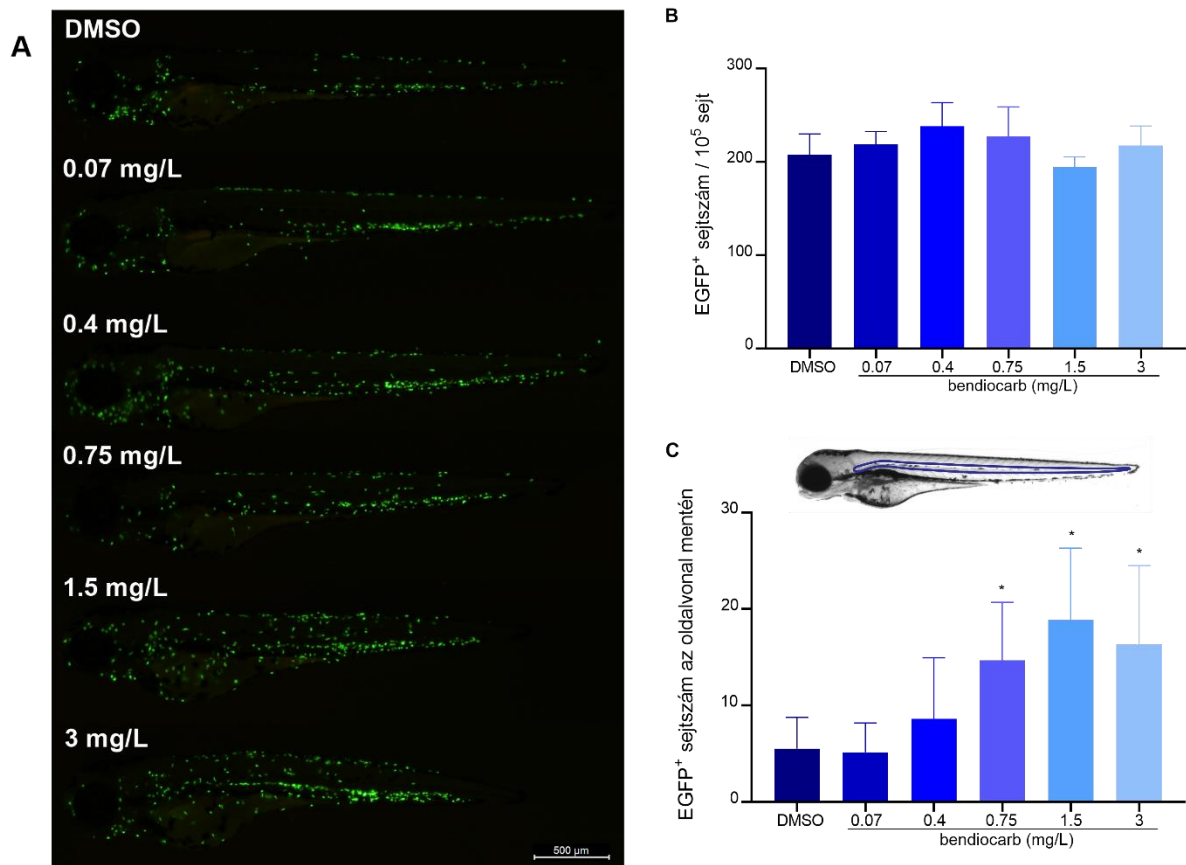 A
DMSO
0.07 mg/L
0.4 mg/L
0.75 mg/L
1.5 mg/L
3 mg/L
500 µm
B
EGFP⁺ sejtszám / 10⁵ sejt
300
200
100
0
DMSO 0.07 0.4 0.75 1.5 3
bendiocarb (mg/L)
C
EGFP⁺ sejtszám az oldalvonal mentén
30
20
10
0
* * *
DMSO 0.07 0.4 0.75 1.5 3
bendiocarb (mg/L)